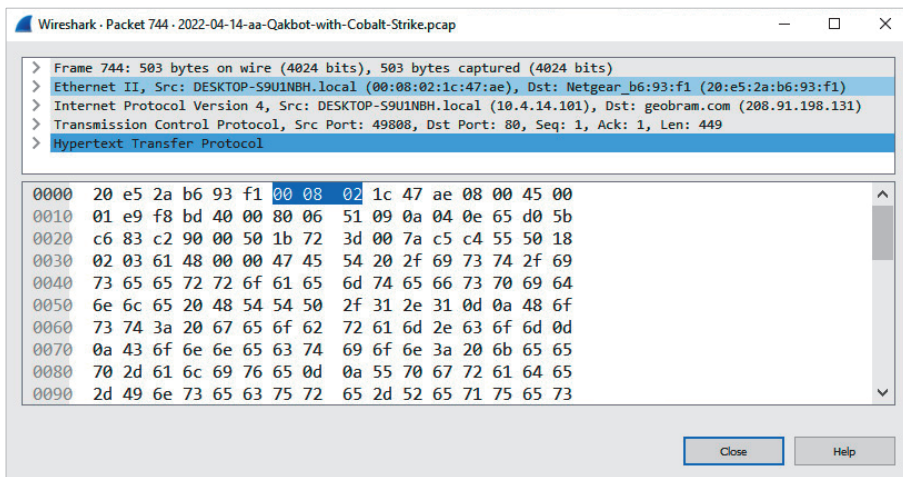 Wireshark · Packet 744 · 2022-04-14-aa-Qakbot-with-Cobalt-Strike.pcap
> Frame 744: 503 bytes on wire (4024 bits), 503 bytes captured (4024 bits)
> Ethernet II, Src: DESKTOP-S9U1NBH.local (00:08:02:1c:47:ae), Dst: Netgear_b6:93:f1 (20:e5:2a:b6:93:f1)
> Internet Protocol Version 4, Src: DESKTOP-S9U1NBH.local (10.4.14.101), Dst: geobram.com (208.91.198.131)
> Transmission Control Protocol, Src Port: 49808, Dst Port: 80, Seq: 1, Ack: 1, Len: 449
> Hypertext Transfer Protocol
0000 20 e5 2a b6 93 f1 00 08 02 1c 47 ae 08 00 45 00
0010 01 e9 f8 bd 40 00 80 06 51 09 0a 04 0e 65 d0 5b
0020 c6 83 c2 90 00 50 1b 72 3d 00 7a c5 c4 55 50 18
0030 02 03 61 48 00 00 47 45 54 20 2f 69 73 74 2f 69
0040 73 65 65 72 72 6f 61 65 6d 74 65 66 73 70 69 64
0050 6e 6c 65 20 48 54 54 50 2f 31 2e 31 0d 0a 48 6f
0060 73 74 3a 20 67 65 6f 62 72 61 6d 2e 63 6f 6d 0d
0070 0a 43 6f 6e 6e 65 63 74 69 6f 6e 3a 20 6b 65 65
0080 70 2d 61 6c 69 76 65 0d 0a 55 70 67 72 61 64 65
0090 2d 49 6e 73 65 63 75 72 65 2d 52 65 71 75 65 73
Close Help